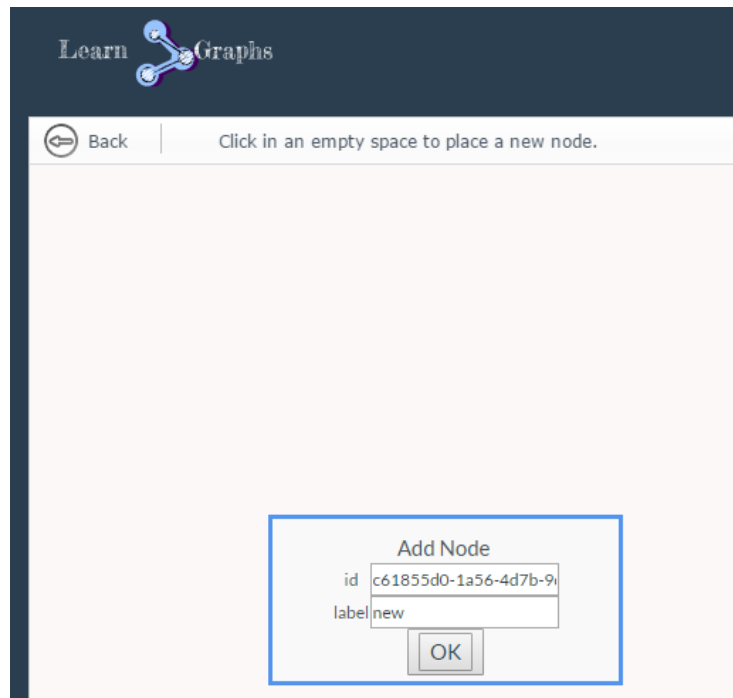 Learn Graphs
Back Click in an empty space to place a new node.
Add Node
id c61855d0-1a56-4d7b-9
label new
OK